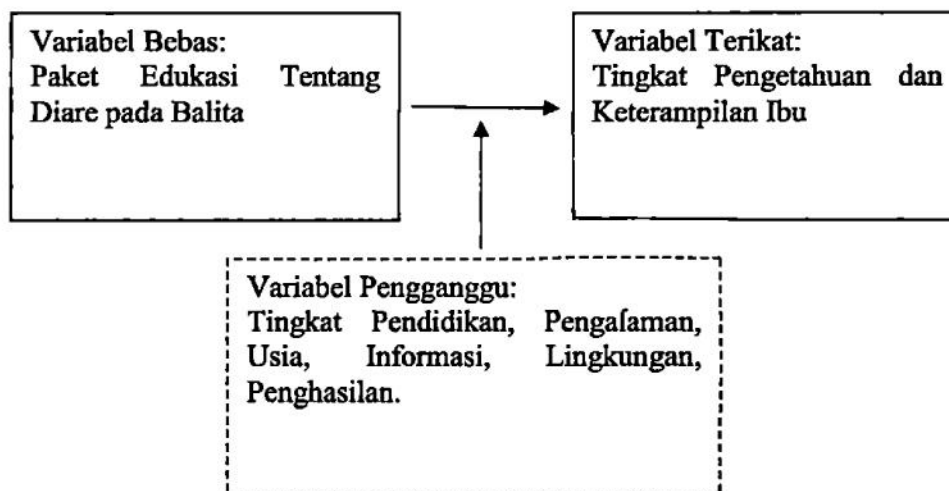 Variabel Bebas:
Paket Edukasi Tentang
Diare pada Balita
Variabel Terikat:
Tingkat Pengetahuan dan
Keterampilan Ibu
Variabel Pengganggu:
Tingkat Pendidikan, Pengalaman,
Usia, Informasi, Lingkungan,
Penghasilan.